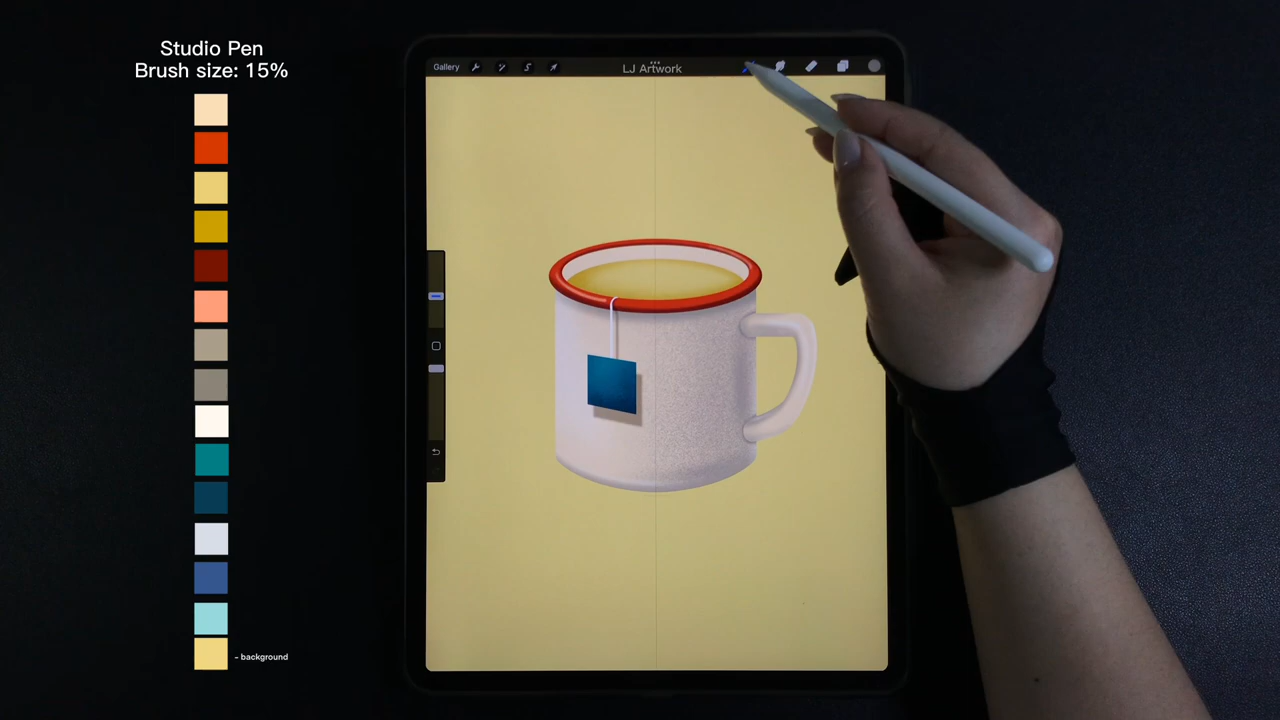 Studio Pen
Brush size: 15%
Gallery
LJ Artwork
- background